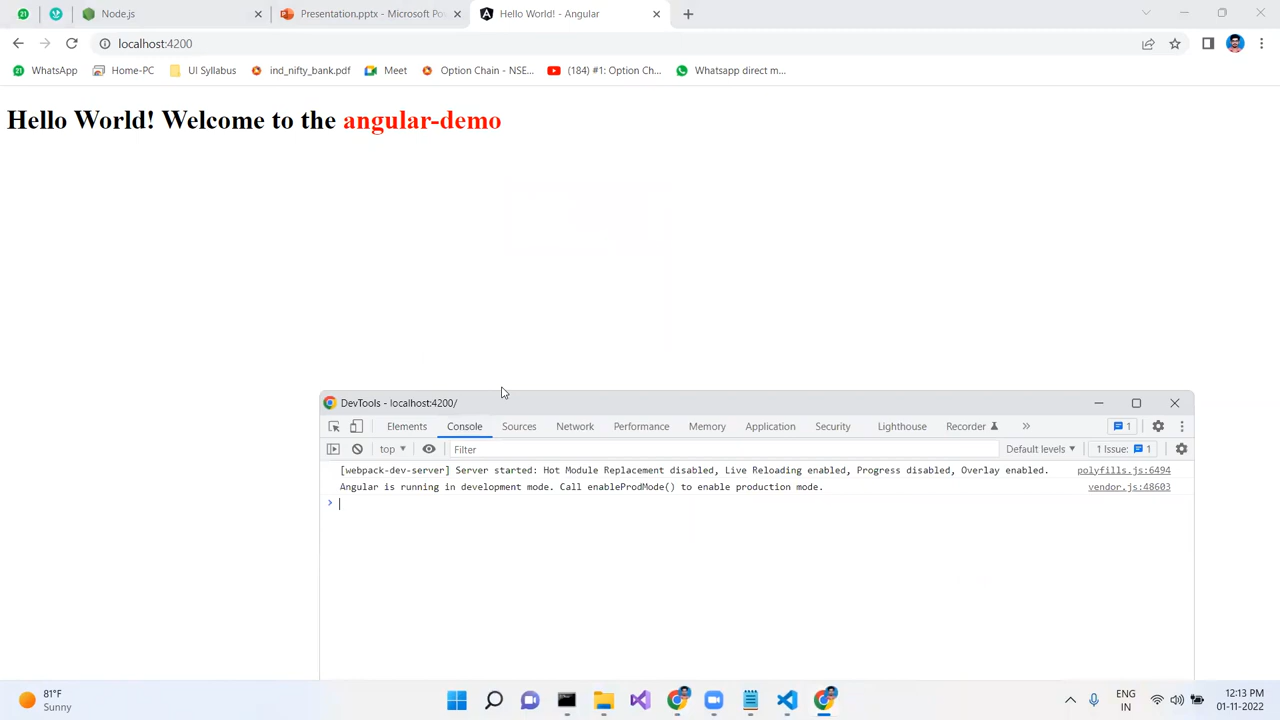 Node.js
Presentation.pptx - Microsoft Po
Hello World! - Angular
localhost:4200
WhatsApp
Home-PC
UI Syllabus
ind_nifty_bank.pdf
Meet
Option Chain - NSE...
(184) #1: Option Ch...
Whatsapp direct m...
Hello World! Welcome to the angular-demo
DevTools - localhost:4200/
Elements
Console
Sources
Network
Performance
Memory
Application
Security
Lighthouse
Recorder
1
top
Filter
Default levels
1 Issue:
1
[webpack-dev-server] Server started: Hot Module Replacement disabled, Live Reloading enabled, Progress disabled, Overlay enabled.
polyfills.js:6494
Angular is running in development mode. Call enableProdMode() to enable production mode.
vendor.js:48603
81°F
Sunny
ENG
IN
12:13 PM
01-11-2022